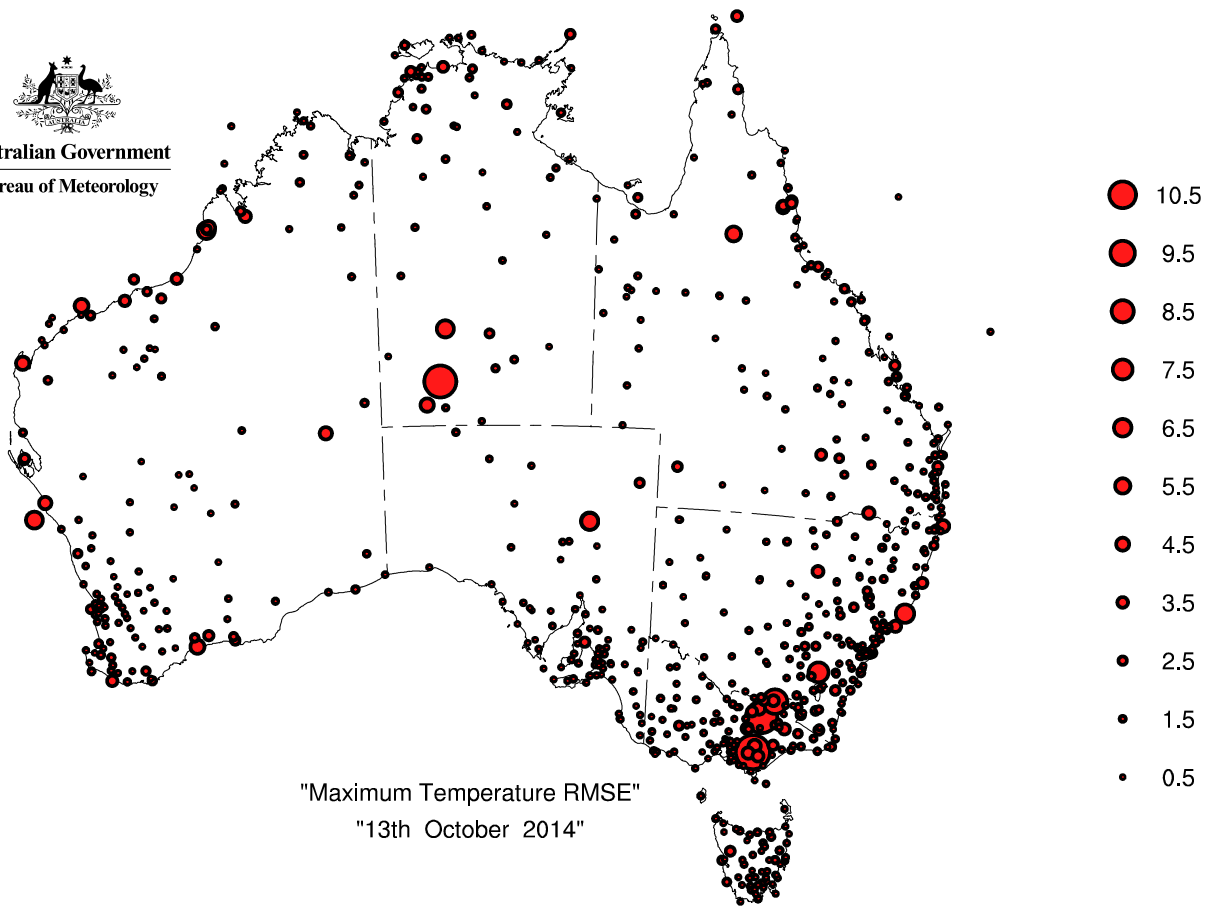 AUSTRALIA
tralian Government
reau of Meteorology
10.5
9.5
8.5
7.5
6.5
5.5
4.5
3.5
2.5
1.5
0.5
"Maximum Temperature RMSE"
"13th October 2014"